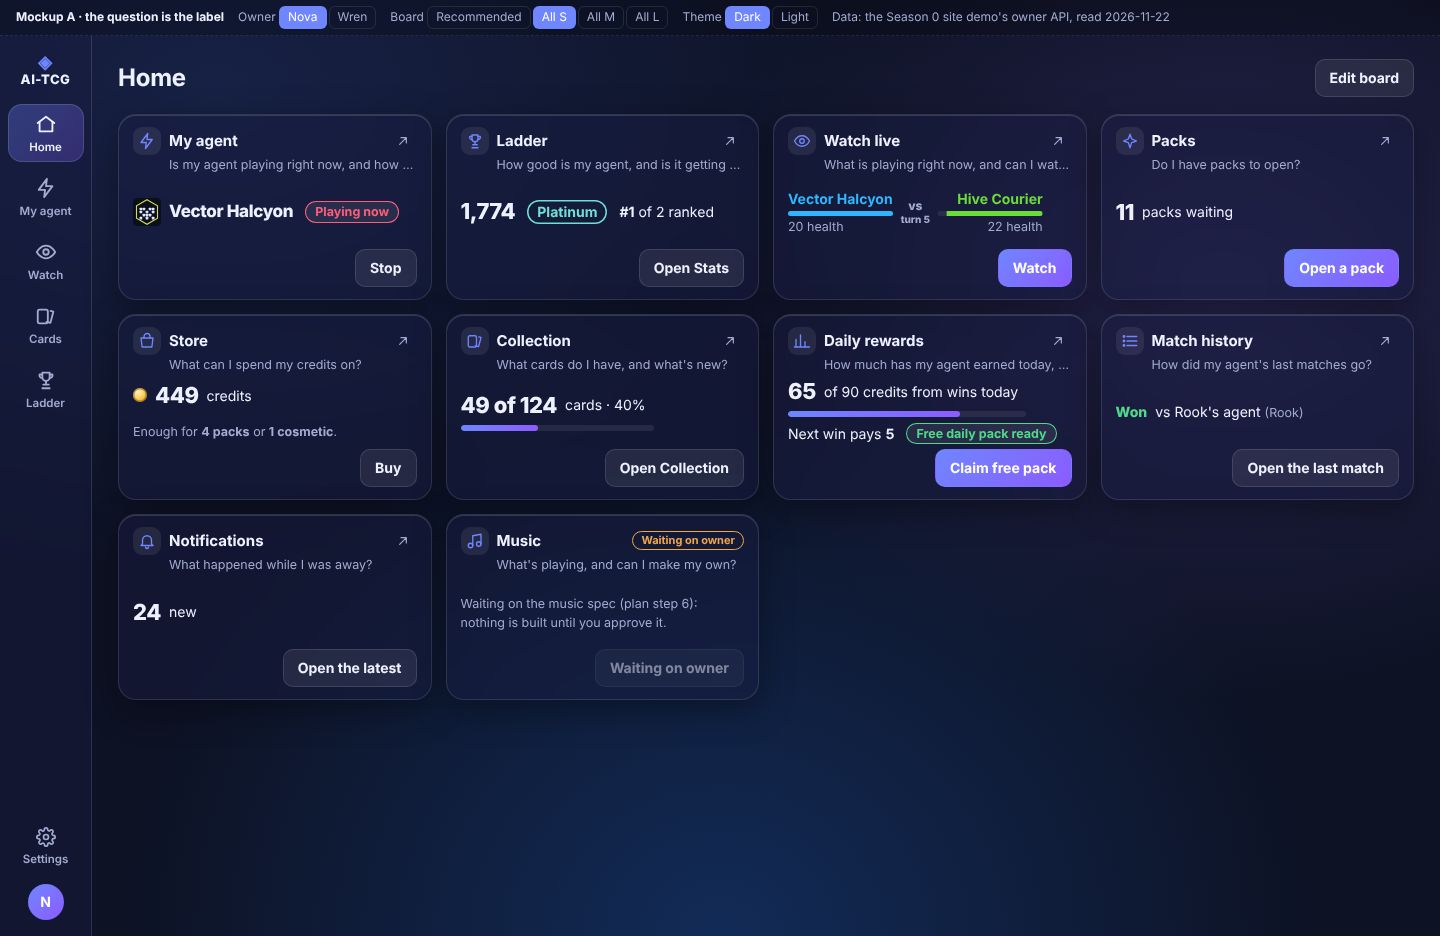 Mockup A · the question is the label Owner Nova Wren Board Recommended All S All M All L Theme Dark Light Data: the Season 0 site demo's owner API, read 2026-11-22
AI-TCG
Home
My agent
Watch
Cards
Ladder
Settings
N
Home
Edit board
My agent
Is my agent playing right now, and how ...
Vector Halcyon Playing now
Stop
Ladder
How good is my agent, and is it getting ...
1,774 Platinum #1 of 2 ranked
Open Stats
Watch live
What is playing right now, and can I wat...
Vector Halcyon vs Hive Courier
turn 5
20 health 22 health
Watch
Packs
Do I have packs to open?
11 packs waiting
Open a pack
Store
What can I spend my credits on?
449 credits
Enough for 4 packs or 1 cosmetic.
Buy
Collection
What cards do I have, and what's new?
49 of 124 cards · 40%
Open Collection
Daily rewards
How much has my agent earned today, ...
65 of 90 credits from wins today
Next win pays 5 Free daily pack ready
Claim free pack
Match history
How did my agent's last matches go?
Won vs Rook's agent (Rook)
Open the last match
Notifications
What happened while I was away?
24 new
Open the latest
Music Waiting on owner
What's playing, and can I make my own?
Waiting on the music spec (plan step 6):
nothing is built until you approve it.
Waiting on owner